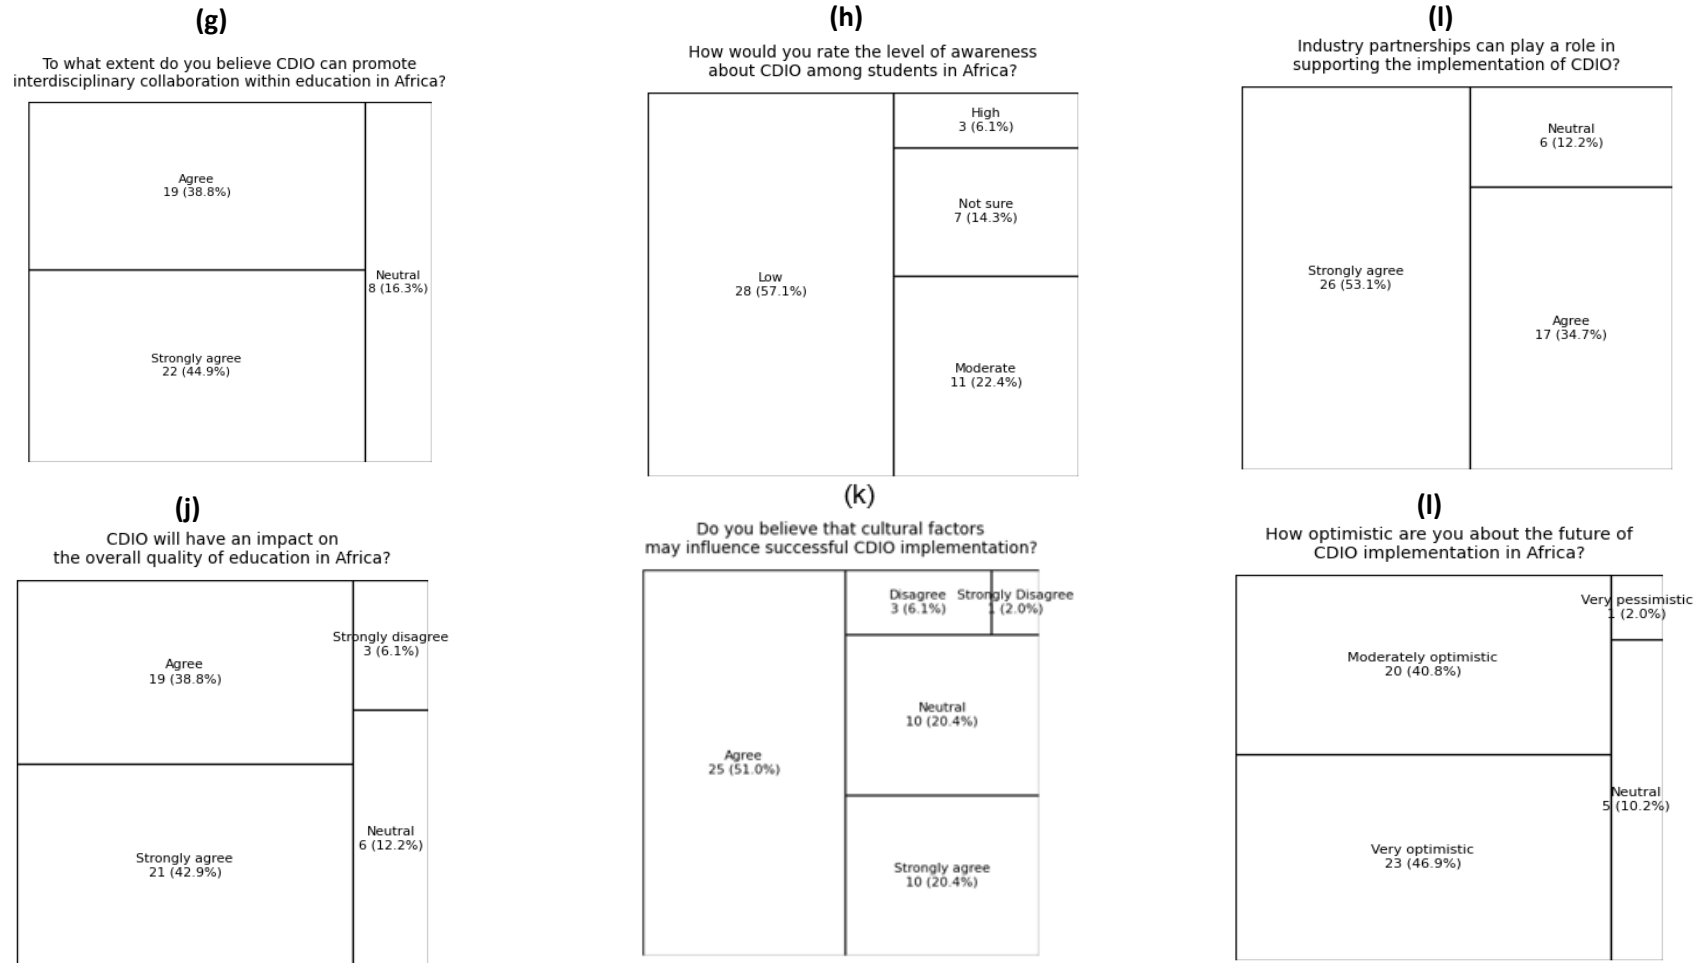 (g)
To what extent do you believe CDIO can promote
interdisciplinary collaboration within education in Africa?
Agree
19 (38.8%)
Neutral
8 (16.3%)
Strongly agree
22 (44.9%)
(h)
How would you rate the level of awareness
about CDIO among students in Africa?
High
3 (6.1%)
Not sure
7 (14.3%)
Low
28 (57.1%)
Moderate
11 (22.4%)
(l)
Industry partnerships can play a role in
supporting the implementation of CDIO?
Neutral
6 (12.2%)
Strongly agree
26 (53.1%)
Agree
17 (34.7%)
(j)
CDIO will have an impact on
the overall quality of education in Africa?
Strongly disagree
3 (6.1%)
Agree
19 (38.8%)
Neutral
6 (12.2%)
Strongly agree
21 (42.9%)
(k)
Do you believe that cultural factors
may influence successful CDIO implementation?
Disagree
3 (6.1%)
Strongly Disagree
1 (2.0%)
Neutral
10 (20.4%)
Agree
25 (51.0%)
Strongly agree
10 (20.4%)
(l)
How optimistic are you about the future of
CDIO implementation in Africa?
Very pessimistic
1 (2.0%)
Moderately optimistic
20 (40.8%)
Neutral
5 (10.2%)
Very optimistic
23 (46.9%)